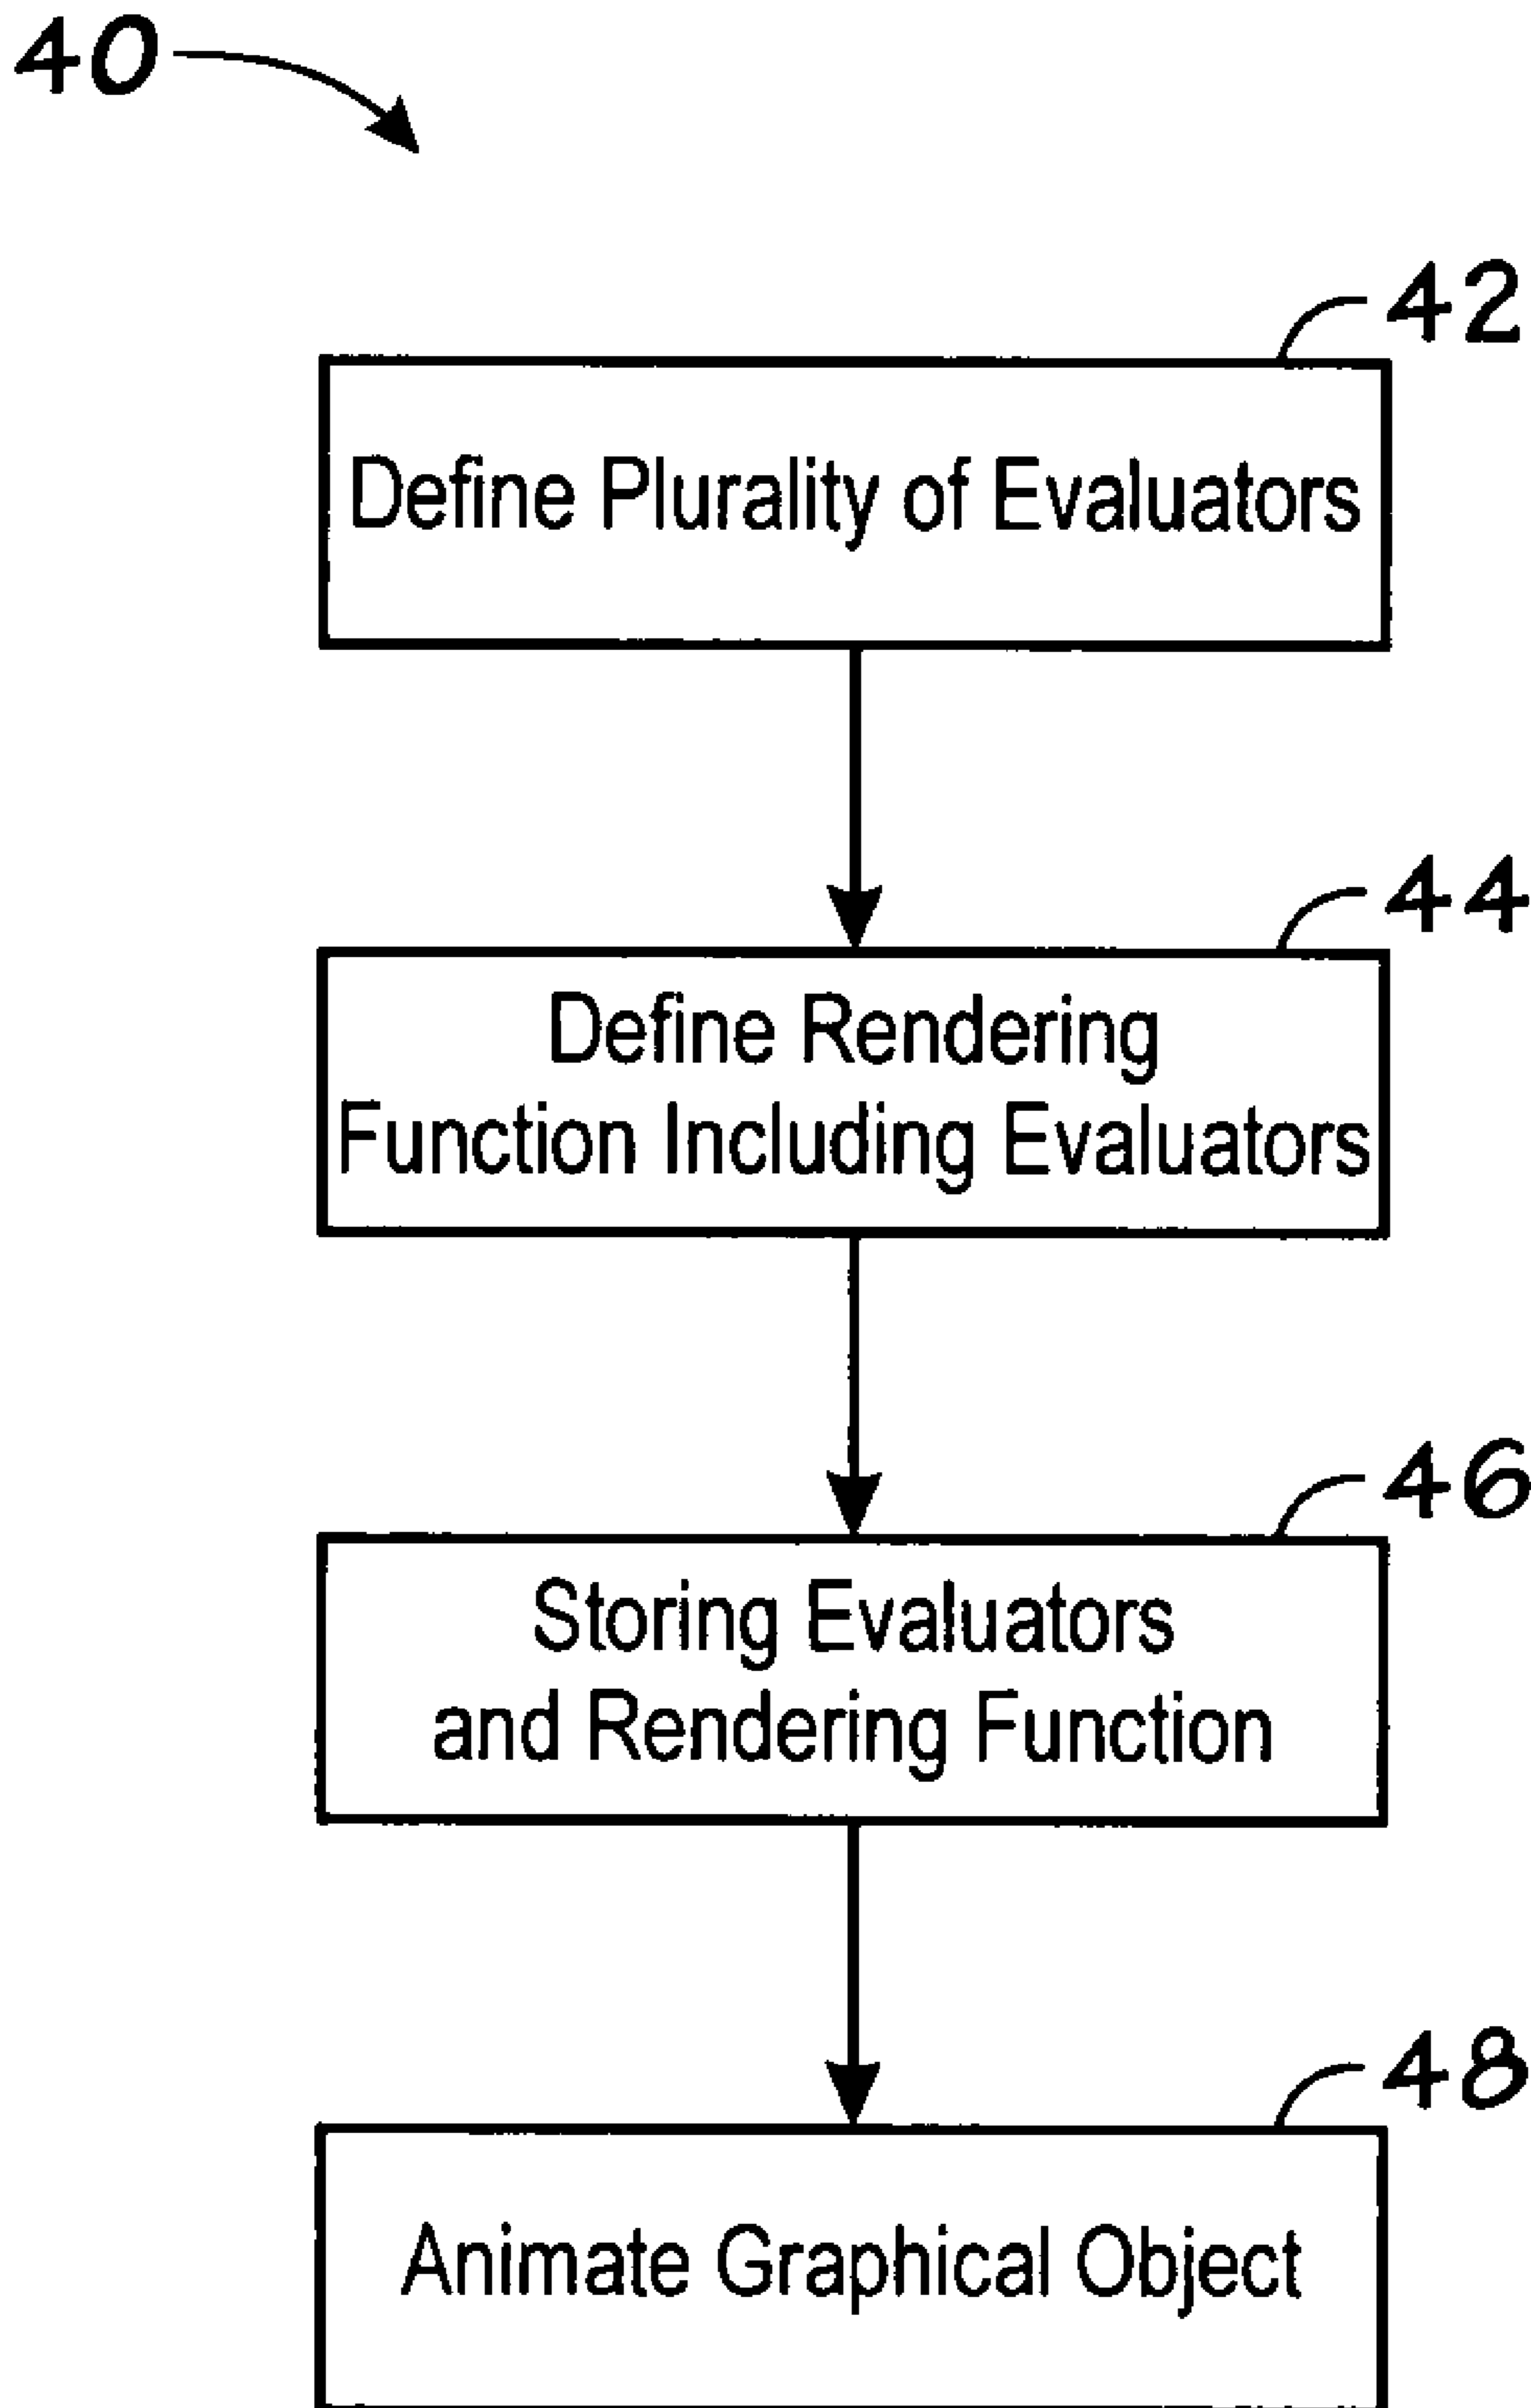 40
42
Define Plurality of Evaluators
44
Define Rendering
Function Including Evaluators
46
Storing Evaluators
and Rendering Function
48
Animate Graphical Object